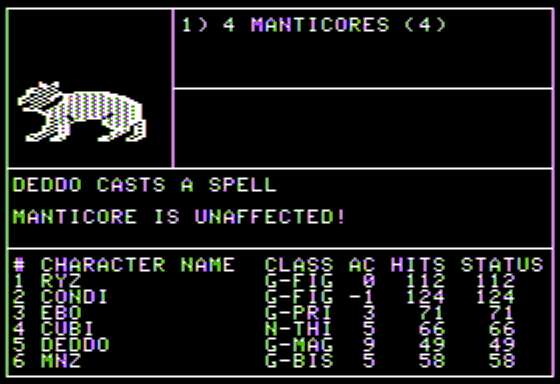 1) 4 MANTICORES (4)
DEDDO CASTS A SPELL
MANTICORE IS UNAFFECTED!
# CHARACTER NAME CLASS AC HITS STATUS
1 RYZ G-FIG 0 112 112
2 CONDI G-FIG -1 124 124
3 EBO G-PRI 3 71 71
4 CUBI N-THI 5 66 66
5 DEDDO G-MAG 9 49 49
6 MNZ G-BIS 5 58 58